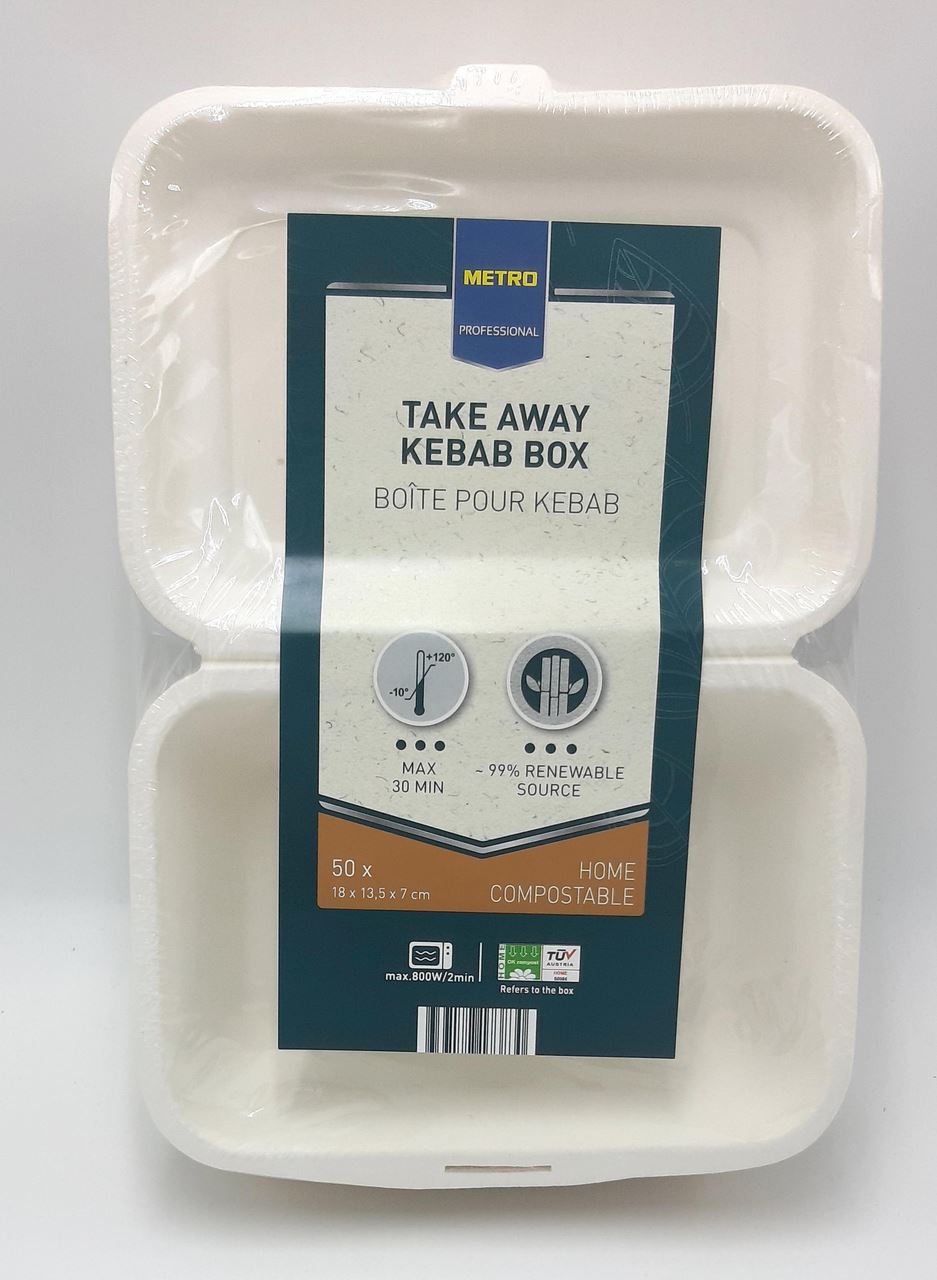 METRO
PROFESSIONAL
TAKE AWAY
KEBAB BOX
BOÎTE POUR KEBAB
+120°
-10°
MAX
30 MIN
~ 99% RENEWABLE
SOURCE
50 x
18 x 13,5 x 7 cm
HOME
COMPOSTABLE
max.800W/2min
HOME
OK compost
TÜV
AUSTRIA
HOME
Refers to the box